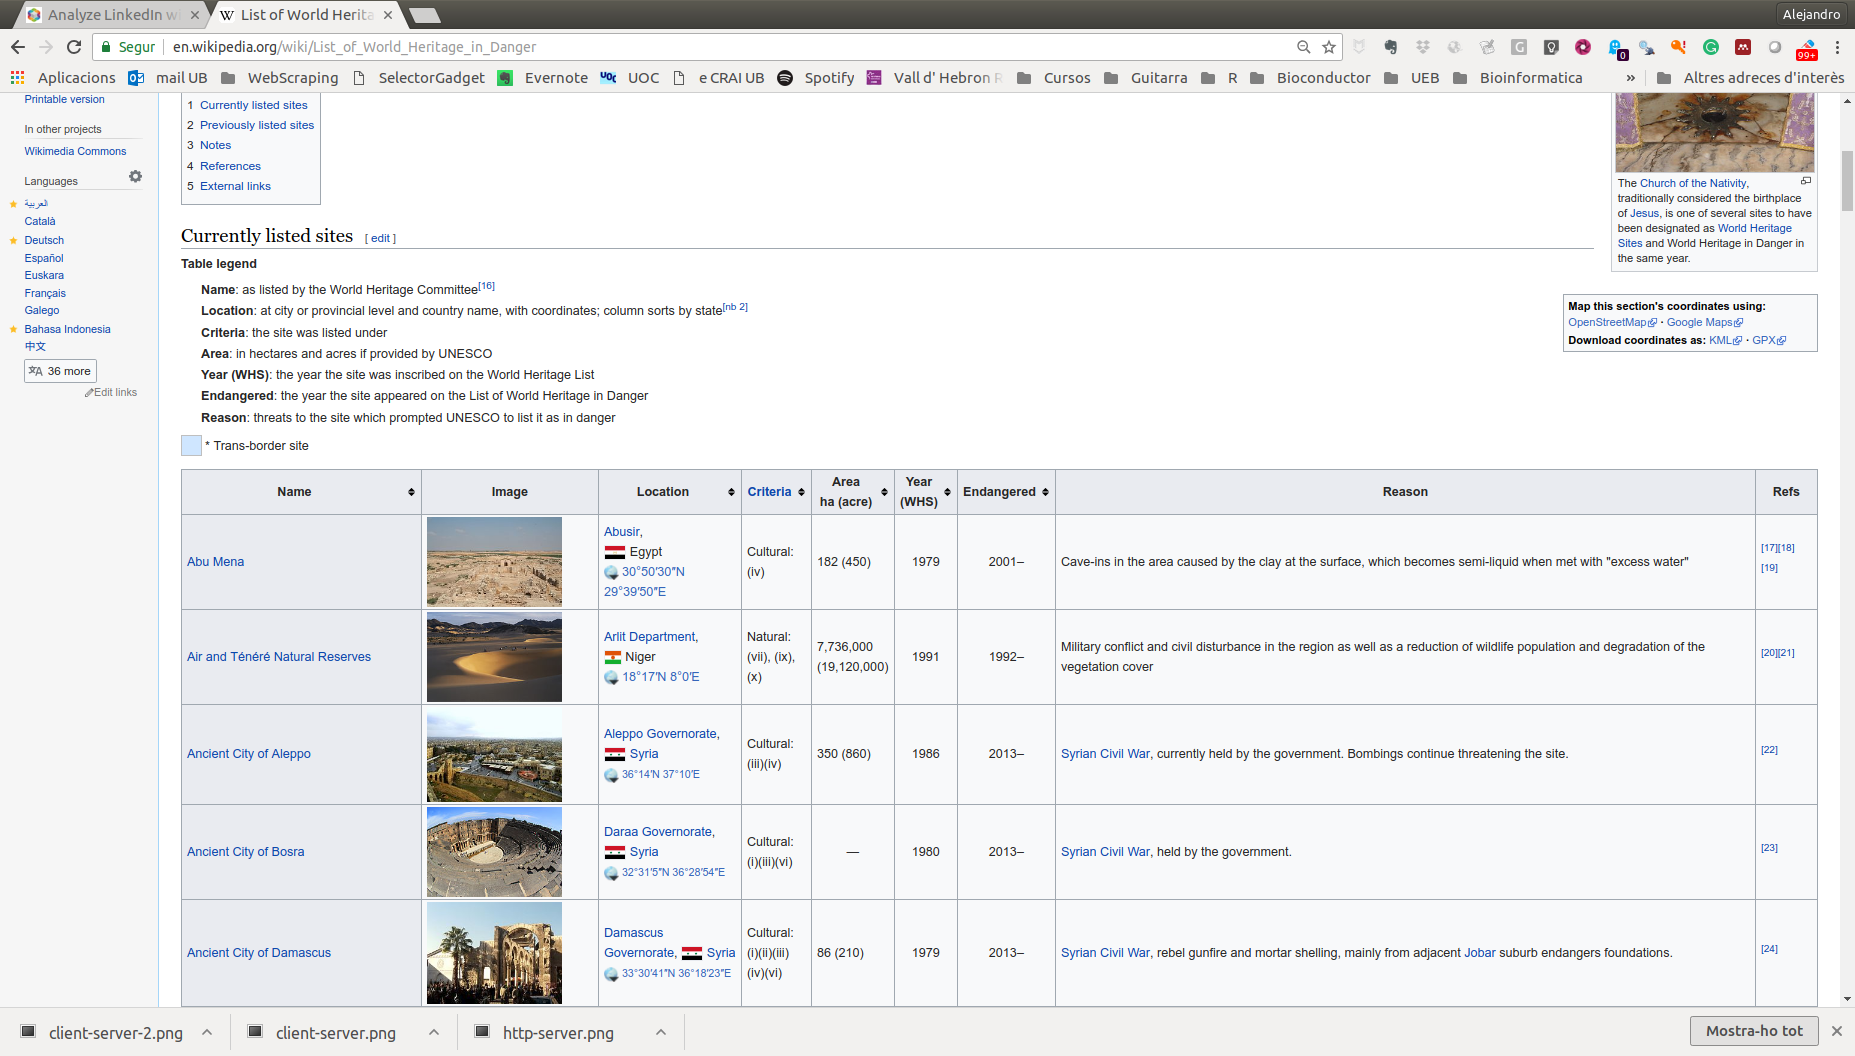 Analyze LinkedIn wi
List of World Herita
Alejandro
Segur
en.wikipedia.org/wiki/List_of_World_Heritage_in_Danger
0
99+
Aplicacions
mail UB
WebScraping
SelectorGadget
Evernote
UOC
e CRAI UB
Spotify
Vall d' Hebron R
Cursos
Guitarra
R
Bioconductor
UEB
Bioinformatica
»
Altres adreces d'interès
Printable version
In other projects
Wikimedia Commons
Languages
العربية
Català
Deutsch
Español
Euskara
Français
Galego
Bahasa Indonesia
中文
36 more
Edit links
1 Currently listed sites
2 Previously listed sites
3 Notes
4 References
5 External links
The Church of the Nativity,
traditionally considered the birthplace
of Jesus, is one of several sites to have
been designated as World Heritage
Sites and World Heritage in Danger in
the same year.
Currently listed sites [ edit ]
Table legend
Name: as listed by the World Heritage Committee[16]
Location: at city or provincial level and country name, with coordinates; column sorts by state[nb 2]
Criteria: the site was listed under
Area: in hectares and acres if provided by UNESCO
Year (WHS): the year the site was inscribed on the World Heritage List
Endangered: the year the site appeared on the List of World Heritage in Danger
Reason: threats to the site which prompted UNESCO to list it as in danger
* Trans-border site
Map this section's coordinates using:
OpenStreetMap · Google Maps
Download coordinates as: KML · GPX
Name
Image
Location
Criteria
Area
ha (acre)
Year
(WHS)
Endangered
Reason
Refs
Abu Mena
Abusir,
Egypt
30°50′30″N
29°39′50″E
Cultural:
(iv)
182 (450)
1979
2001–
Cave-ins in the area caused by the clay at the surface, which becomes semi-liquid when met with "excess water"
[17][18]
[19]
Air and Ténéré Natural Reserves
Arlit Department,
Niger
18°17′N 8°0′E
Natural:
(vii), (ix),
(x)
7,736,000
(19,120,000)
1991
1992–
Military conflict and civil disturbance in the region as well as a reduction of wildlife population and degradation of the
vegetation cover
[20][21]
Ancient City of Aleppo
Aleppo Governorate,
Syria
36°14′N 37°10′E
Cultural:
(iii)(iv)
350 (860)
1986
2013–
Syrian Civil War, currently held by the government. Bombings continue threatening the site.
[22]
Ancient City of Bosra
Daraa Governorate,
Syria
32°31′5″N 36°28′54″E
Cultural:
(i)(iii)(vi)
—
1980
2013–
Syrian Civil War, held by the government.
[23]
Ancient City of Damascus
Damascus
Governorate, Syria
33°30′41″N 36°18′23″E
Cultural:
(i)(ii)(iii)
(iv)(vi)
86 (210)
1979
2013–
Syrian Civil War, rebel gunfire and mortar shelling, mainly from adjacent Jobar suburb endangers foundations.
[24]
client-server-2.png
client-server.png
http-server.png
Mostra-ho tot